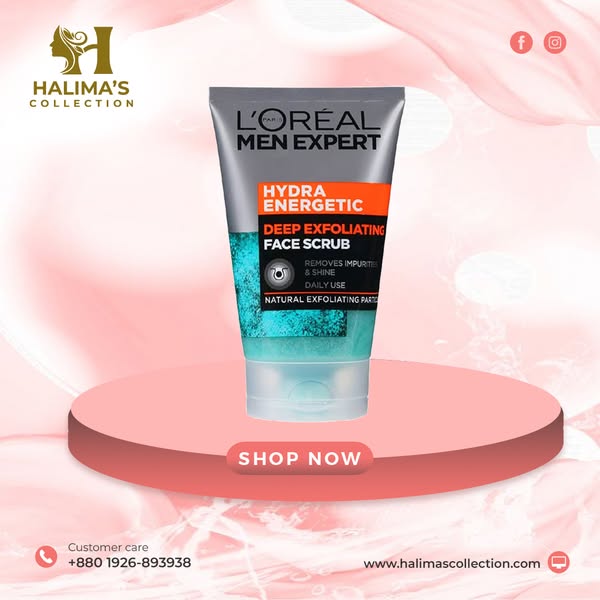 H
HALIMA'S
COLLECTION
L'ORÉAL
PARIS
MEN EXPERT
HYDRA
ENERGETIC
DEEP EXFOLIATING
FACE SCRUB
REMOVES IMPURITIES
& SHINE
DAILY USE
NATURAL EXFOLIATING PARTIC
SHOP NOW
Customer care
+880 1926-893938
www.halimascollection.com